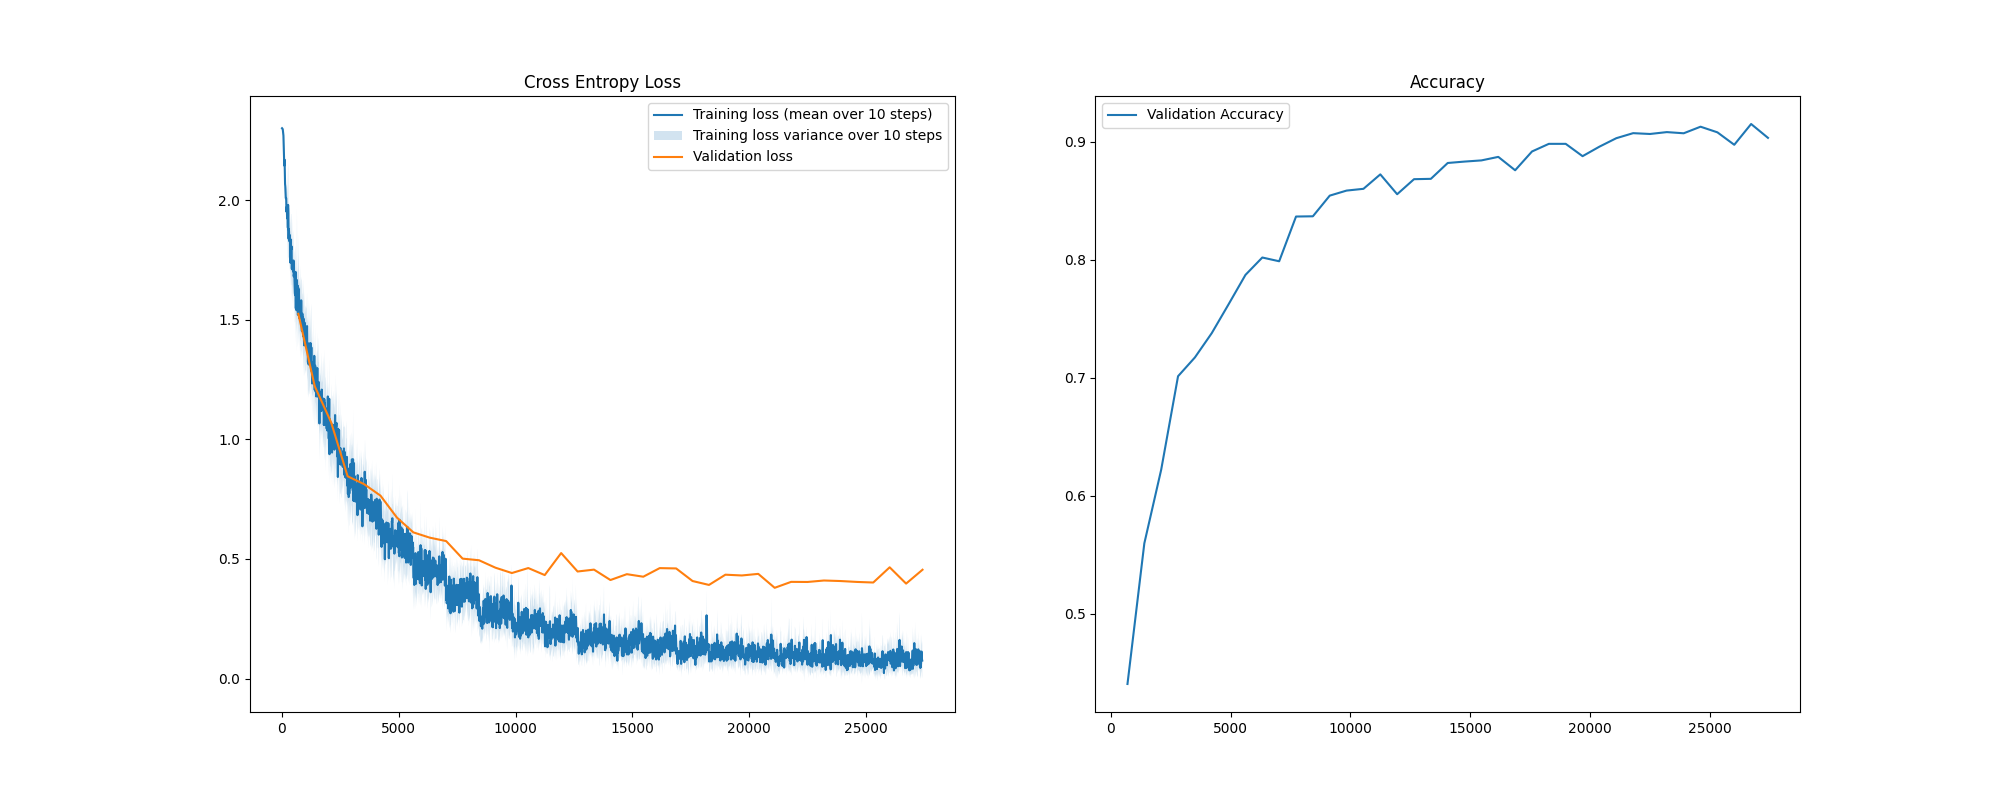 Cross Entropy Loss
Training loss (mean over 10 steps)
Training loss variance over 10 steps
Validation loss
2.0
1.5
1.0
0.5
0.0
0 5000 10000 15000 20000 25000
Accuracy
Validation Accuracy
0.9
0.8
0.7
0.6
0.5
0 5000 10000 15000 20000 25000